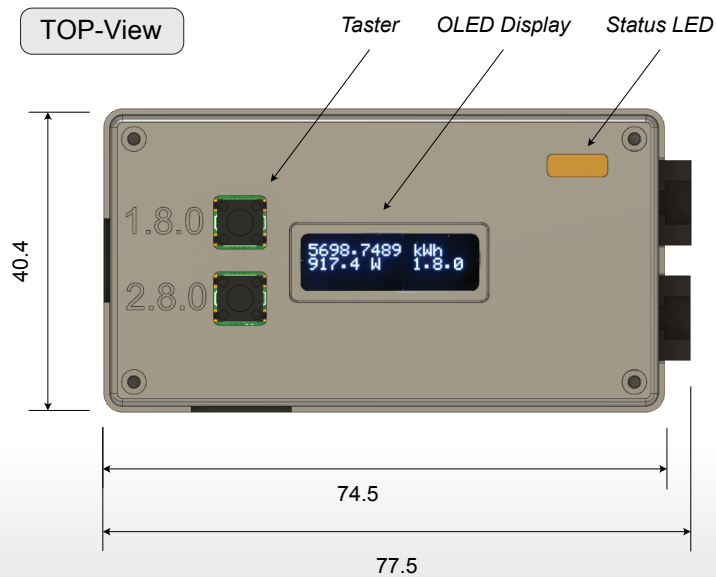 TOP-View
Taster
OLED Display
Status LED
1.8.0
5698.7489 kWh
917.4 W 1.8.0
2.8.0
40.4
74.5
77.5